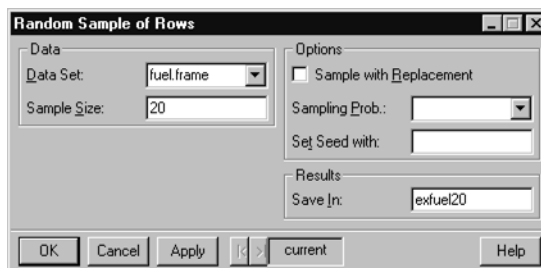 Random Sample of Rows
Data
Data Set:
fuel.frame
Sample Size:
20
Options
Sample with Replacement
Sampling Prob.:
Set Seed with:
Results
Save In:
exfuel20
OK
Cancel
Apply
current
Help